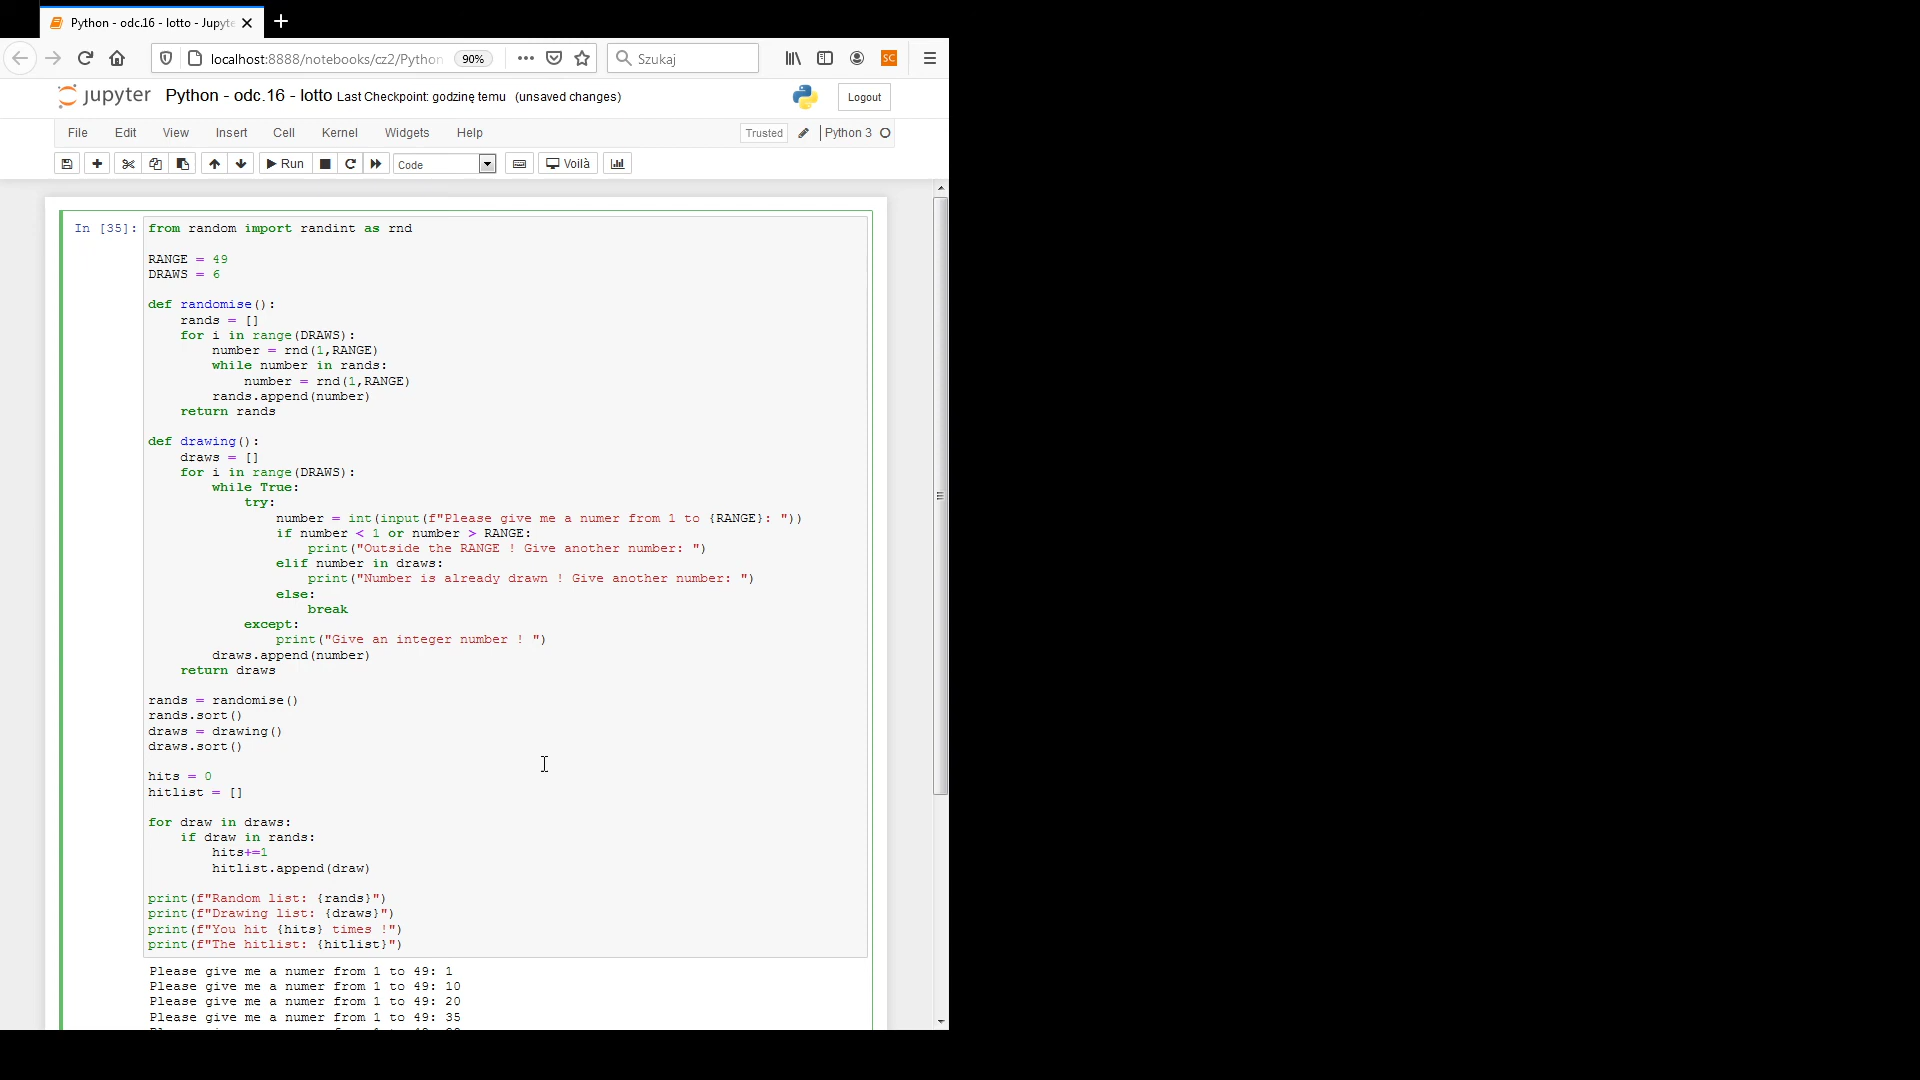 Python - odc.16 - lotto - Jupyte
localhost:8888/notebooks/cz2/Python
90%
Szukaj
SC
jupyter Python - odc.16 - lotto Last Checkpoint: godzinę temu (unsaved changes)
Logout
File Edit View Insert Cell Kernel Widgets Help
Trusted
Python 3
Run
Code
Voilà
In [35]:
from random import randint as rnd
RANGE = 49
DRAWS = 6
def randomise():
    rands = []
    for i in range(DRAWS):
        number = rnd(1,RANGE)
        while number in rands:
            number = rnd(1,RANGE)
        rands.append(number)
    return rands
def drawing():
    draws = []
    for i in range(DRAWS):
        while True:
            try:
                number = int(input(f"Please give me a numer from 1 to {RANGE}: "))
                if number < 1 or number > RANGE:
                    print("Outside the RANGE ! Give another number: ")
                elif number in draws:
                    print("Number is already drawn ! Give another number: ")
                else:
                    break
            except:
                print("Give an integer number ! ")
        draws.append(number)
    return draws
rands = randomise()
rands.sort()
draws = drawing()
draws.sort()
hits = 0
hitlist = []
for draw in draws:
    if draw in rands:
        hits+=1
        hitlist.append(draw)
print(f"Random list: {rands}")
print(f"Drawing list: {draws}")
print(f"You hit {hits} times !")
print(f"The hitlist: {hitlist}")
Please give me a numer from 1 to 49: 1
Please give me a numer from 1 to 49: 10
Please give me a numer from 1 to 49: 20
Please give me a numer from 1 to 49: 35